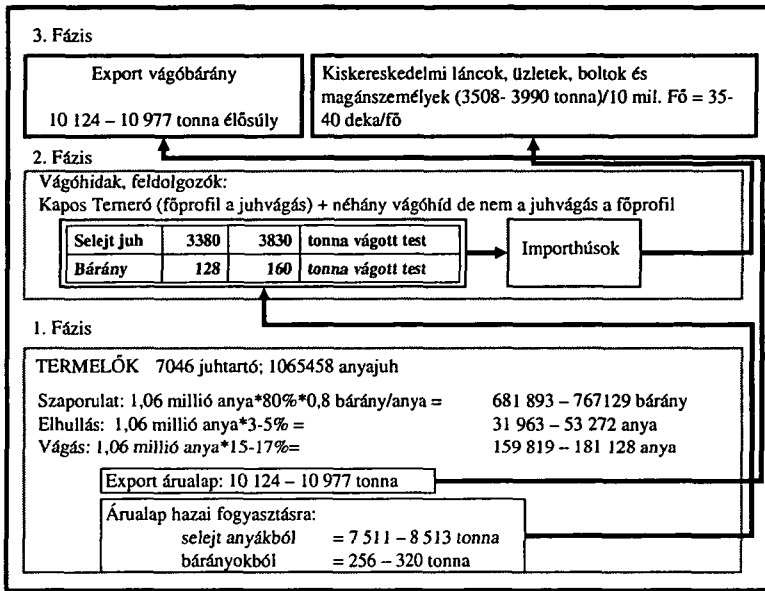 3. Fázis
Export vágóbárány
10 124 – 10 977 tonna élősúly
Kiskereskedelmi láncok, üzletek, boltok és
magánszemélyek (3508- 3990 tonna)/10 mil. Fő = 35-
40 deka/fő
2. Fázis
Vágóhidak, feldolgozók:
Kapos Ternero (főprofil a juhvágás) + néhány vágóhíd de nem a juhvágás a főprofil
Selejt juh 3380 3830 tonna vágott test
Bárány 128 160 tonna vágott test
Importhúsok
1. Fázis
TERMELŐK 7046 juhtartó; 1065458 anyajuh
Szaporulat: 1,06 millió anya*80%*0,8 bárány/anya = 681 893 – 767129 bárány
Elhullás: 1,06 millió anya*3-5% = 31 963 – 53 272 anya
Vágás: 1,06 millió anya*15-17%= 159 819 – 181 128 anya
Export árualap: 10 124 – 10 977 tonna
Árualap hazai fogyasztásra:
selejt anyákból = 7 511 – 8 513 tonna
bárányokból = 256 – 320 tonna